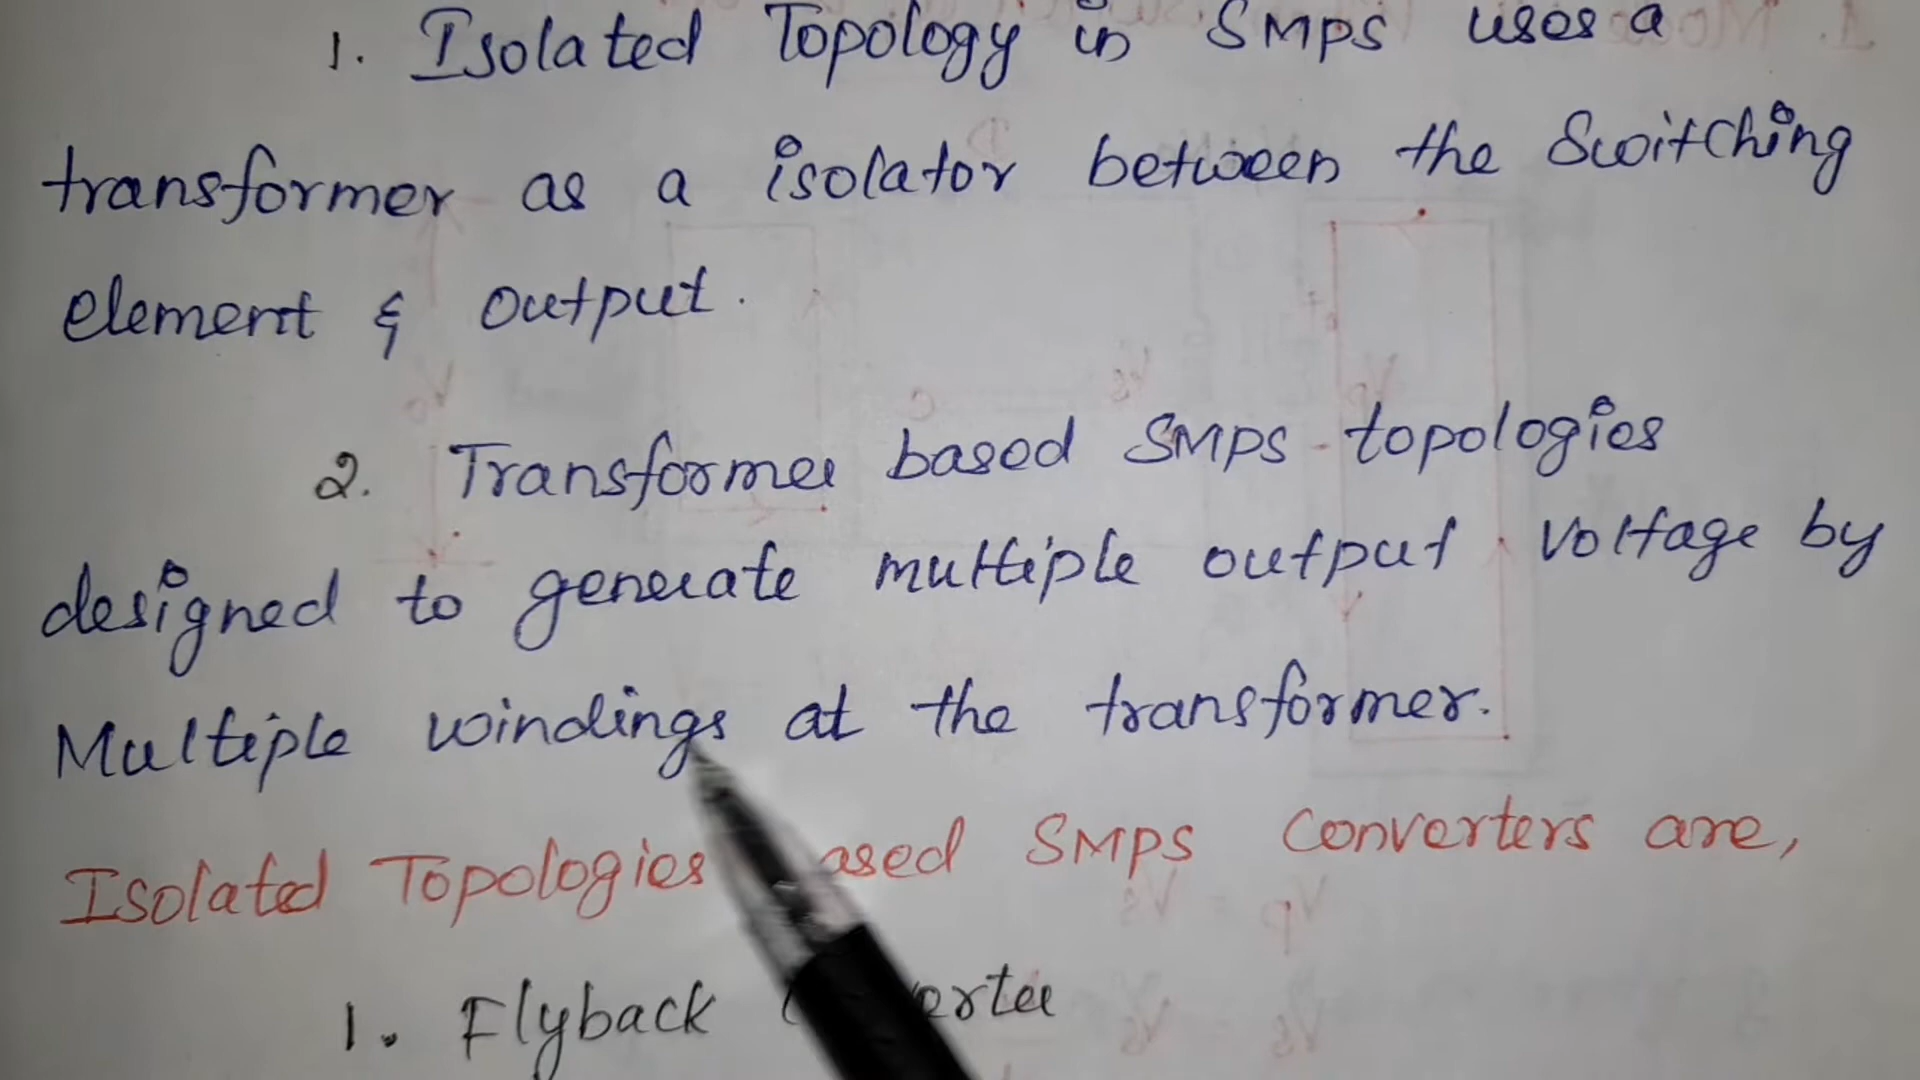 1. Isolated Topology in SMPS uses a
transformer as a isolator between the Switching
element & output.
2. Transformer based SMPS topologies
designed to generate multiple output voltage by
Multiple windings at the transformer.
Isolated Topologies ased SMPS Converters are,
1. Flyback